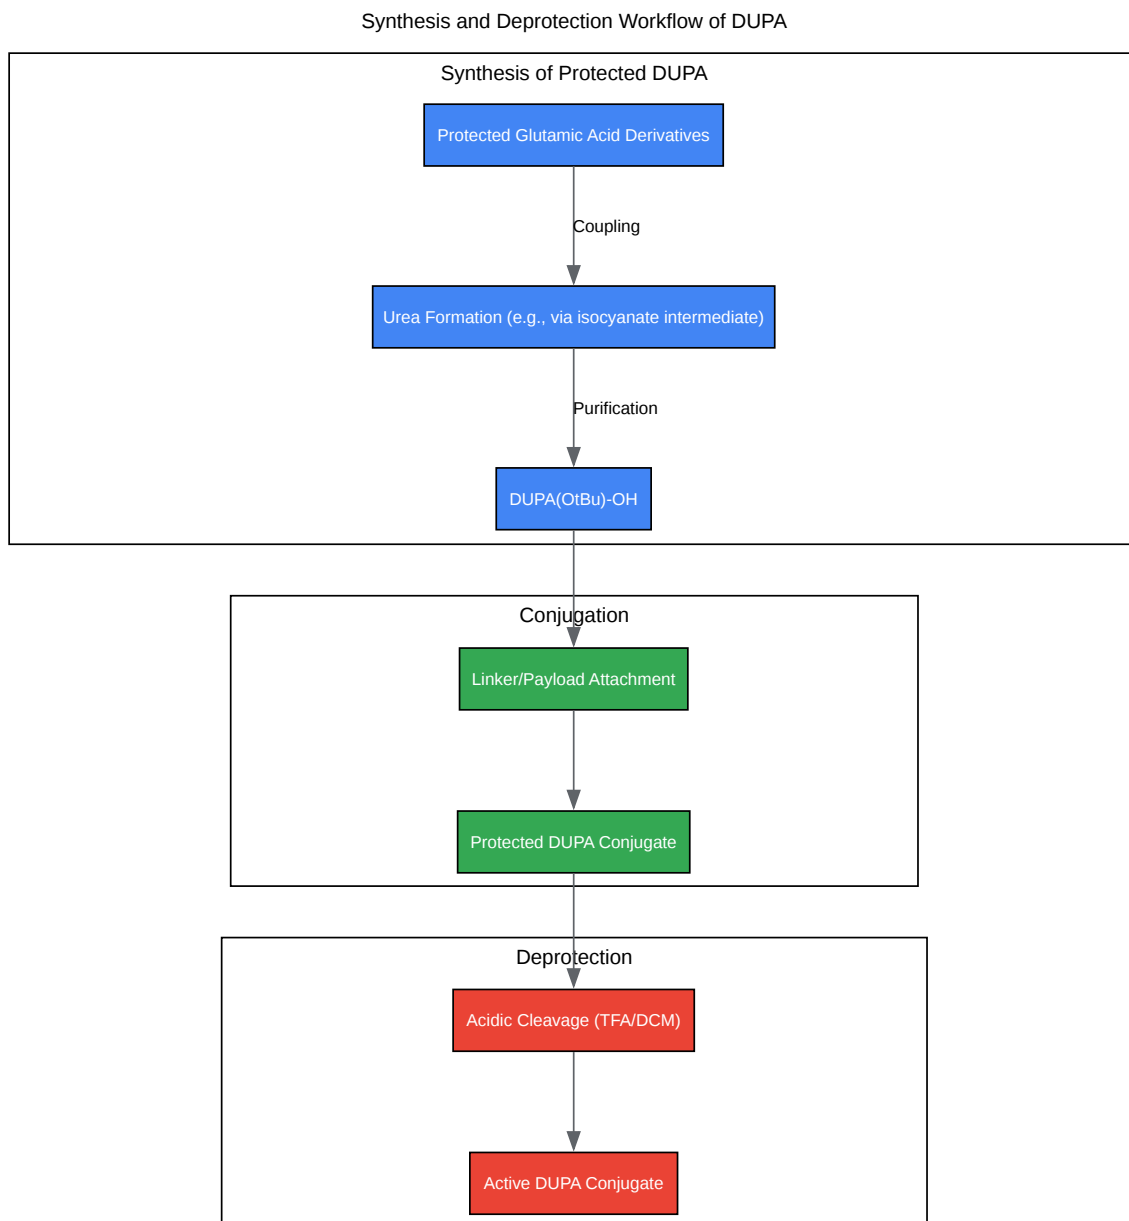 Synthesis and Deprotection Workflow of DUPA
Synthesis of Protected DUPA
Protected Glutamic Acid Derivatives
Coupling
Urea Formation (e.g., via isocyanate intermediate)
Purification
DUPA(OtBu)-OH
Conjugation
Linker/Payload Attachment
Protected DUPA Conjugate
Deprotection
Acidic Cleavage (TFA/DCM)
Active DUPA Conjugate